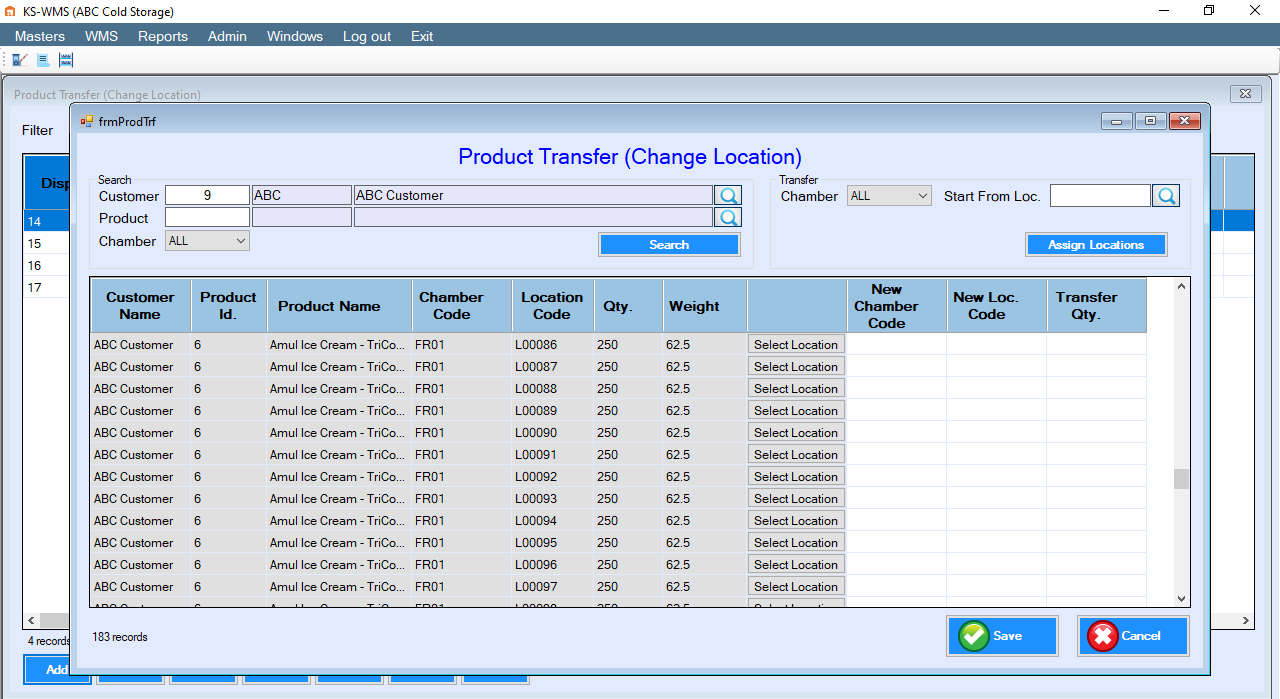 KS-WMS (ABC Cold Storage)
Masters WMS Reports Admin Windows Log out Exit
Product Transfer (Change Location)
Filter
frmProdTrf
Product Transfer (Change Location)
Search
Customer 9 ABC ABC Customer
Product
Chamber ALL
Search
Transfer
Chamber ALL Start From Loc.
Assign Locations
Customer Name Product Id. Product Name Chamber Code Location Code Qty. Weight New Chamber Code New Loc. Code Transfer Qty.
ABC Customer 6 Amul Ice Cream - TriCo... FR01 L00086 250 62.5 Select Location
ABC Customer 6 Amul Ice Cream - TriCo... FR01 L00087 250 62.5 Select Location
ABC Customer 6 Amul Ice Cream - TriCo... FR01 L00088 250 62.5 Select Location
ABC Customer 6 Amul Ice Cream - TriCo... FR01 L00089 250 62.5 Select Location
ABC Customer 6 Amul Ice Cream - TriCo... FR01 L00090 250 62.5 Select Location
ABC Customer 6 Amul Ice Cream - TriCo... FR01 L00091 250 62.5 Select Location
ABC Customer 6 Amul Ice Cream - TriCo... FR01 L00092 250 62.5 Select Location
ABC Customer 6 Amul Ice Cream - TriCo... FR01 L00093 250 62.5 Select Location
ABC Customer 6 Amul Ice Cream - TriCo... FR01 L00094 250 62.5 Select Location
ABC Customer 6 Amul Ice Cream - TriCo... FR01 L00095 250 62.5 Select Location
ABC Customer 6 Amul Ice Cream - TriCo... FR01 L00096 250 62.5 Select Location
ABC Customer 6 Amul Ice Cream - TriCo... FR01 L00097 250 62.5 Select Location
183 records
Save Cancel
Disp
14
15
16
17
4 records
Add